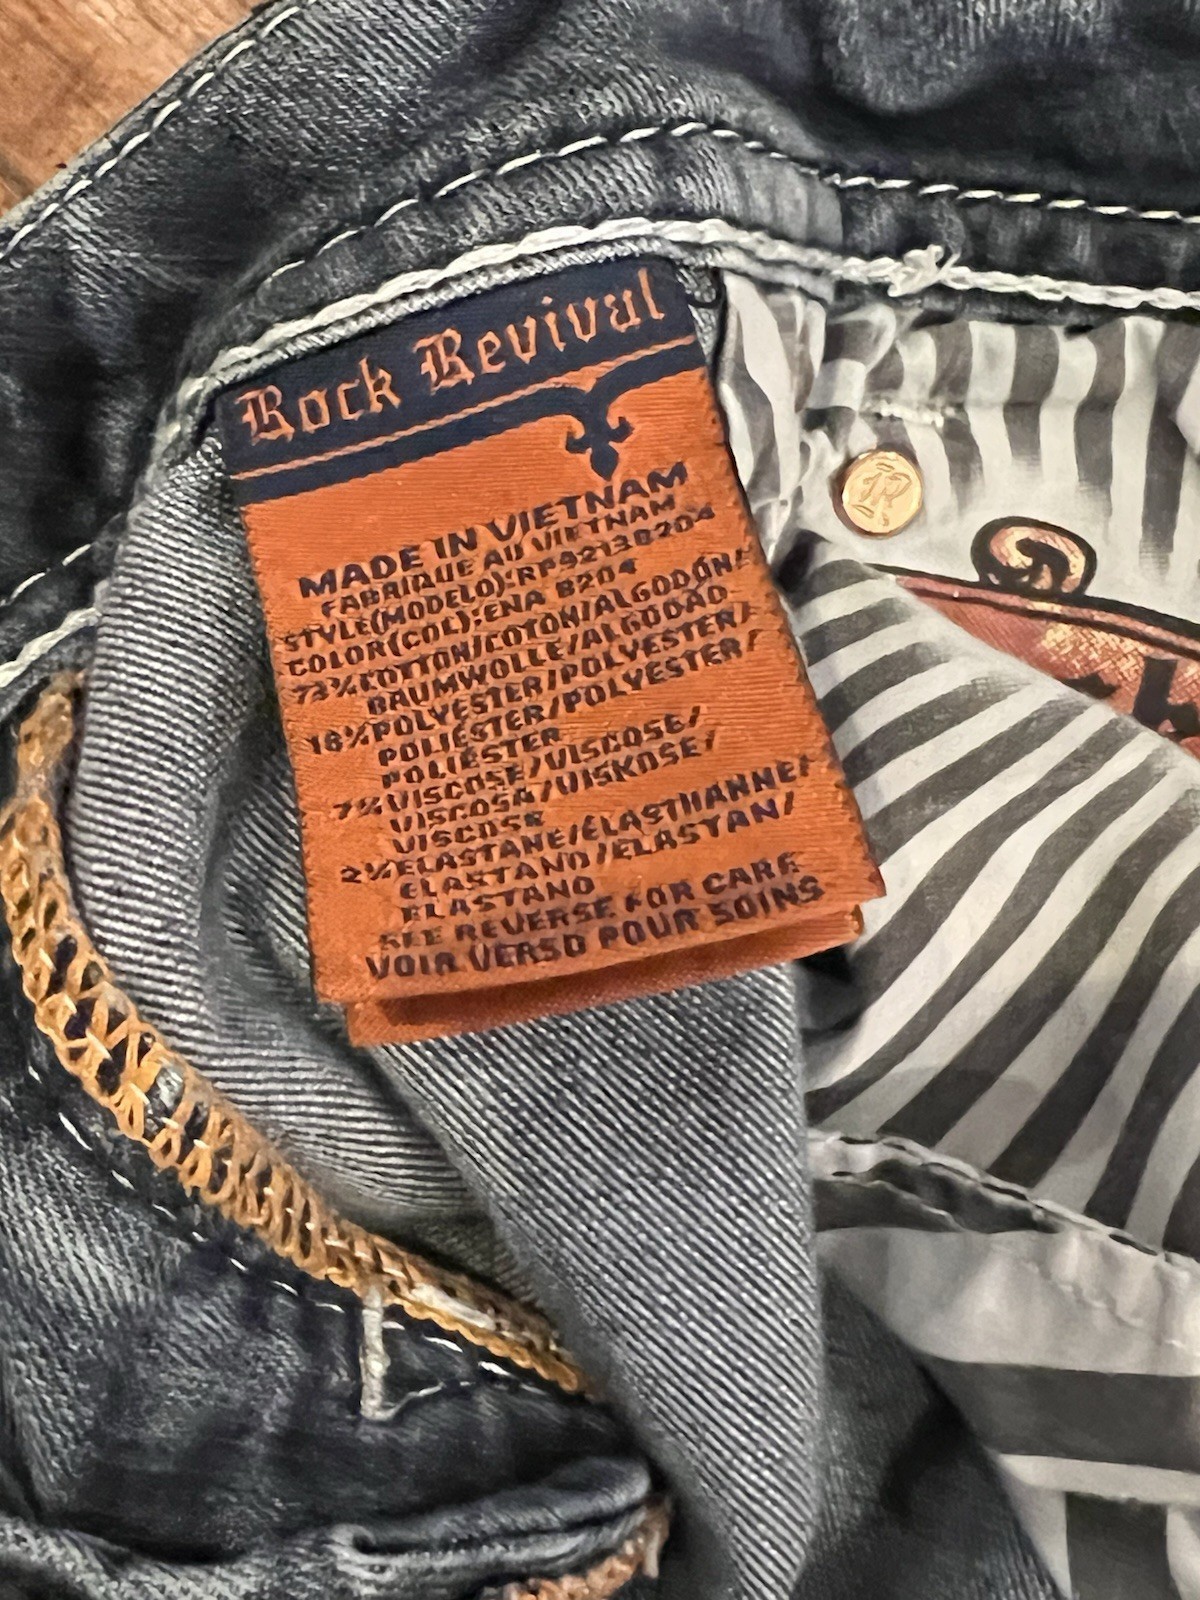 Rock Revival
MADE IN VIETNAM
FABRIQUE AU VIETNAM
STYLE(MODELO):RP9213B204
COLOR(COL):ENA B204
COTTON/COTON/ALGODÓN/
BAUMWOLLE/ALGODÃO
POLYESTER/POLYESTER/
POLIÉSTER/POLYESTER/
POLIÉSTER
7%VISCOSE/VISCOSE/
VISCOSA/VISKOSE/
VISCOSE
2%ELASTANE/ÉLASTHANNE/
ELASTANO/ELASTAN/
ELASTANO
SEE REVERSE FOR CARE
VOIR VERSO POUR SOINS